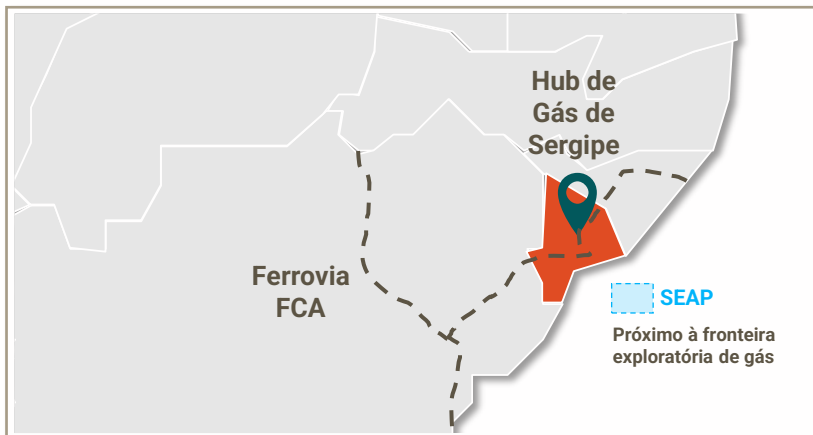 Hub de
Gás de
Sergipe
Ferrovia
FCA
SEAP
Próximo à fronteira
exploratória de gás